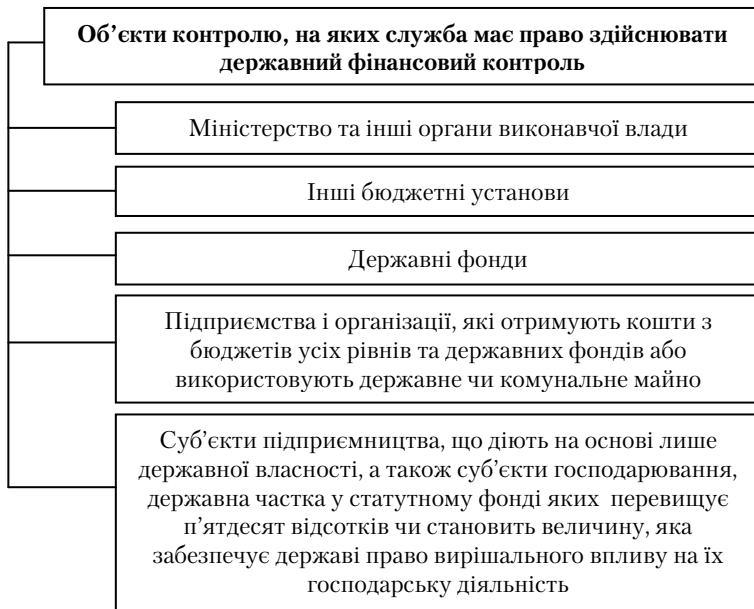 Об’єкти контролю, на яких служба має право здійснювати
державний фінансовий контроль
Міністерство та інші органи виконавчої влади
Інші бюджетні установи
Державні фонди
Підприємства і організації, які отримують кошти з
бюджетів усіх рівнів та державних фондів або
використовують державне чи комунальне майно
Суб’єкти підприємництва, що діють на основі лише
державної власності, а також суб’єкти господарювання,
державна частка у статутному фонді яких перевищує
п’ятдесят відсотків чи становить величину, яка
забезпечує державі право вирішального впливу на їх
господарську діяльність